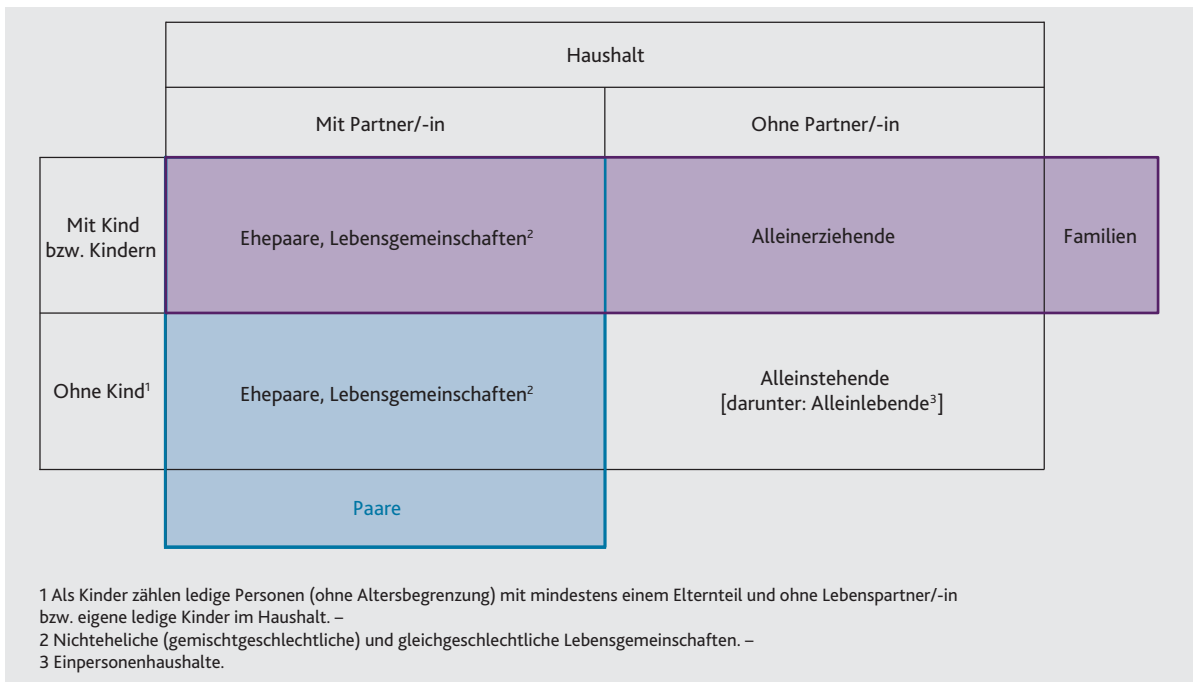 Haushalt
Mit Partner/-in
Ohne Partner/-in
Mit Kind
bzw. Kindern
Ehepaare, Lebensgemeinschaften²
Alleinerziehende
Familien
Ohne Kind¹
Ehepaare, Lebensgemeinschaften²
Alleinstehende
[darunter: Alleinlebende³]
Paare
1 Als Kinder zählen ledige Personen (ohne Altersbegrenzung) mit mindestens einem Elternteil und ohne Lebenspartner/-in
bzw. eigene ledige Kinder im Haushalt. –
2 Nichteheliche (gemischtgeschlechtliche) und gleichgeschlechtliche Lebensgemeinschaften. –
3 Einpersonenhaushalte.